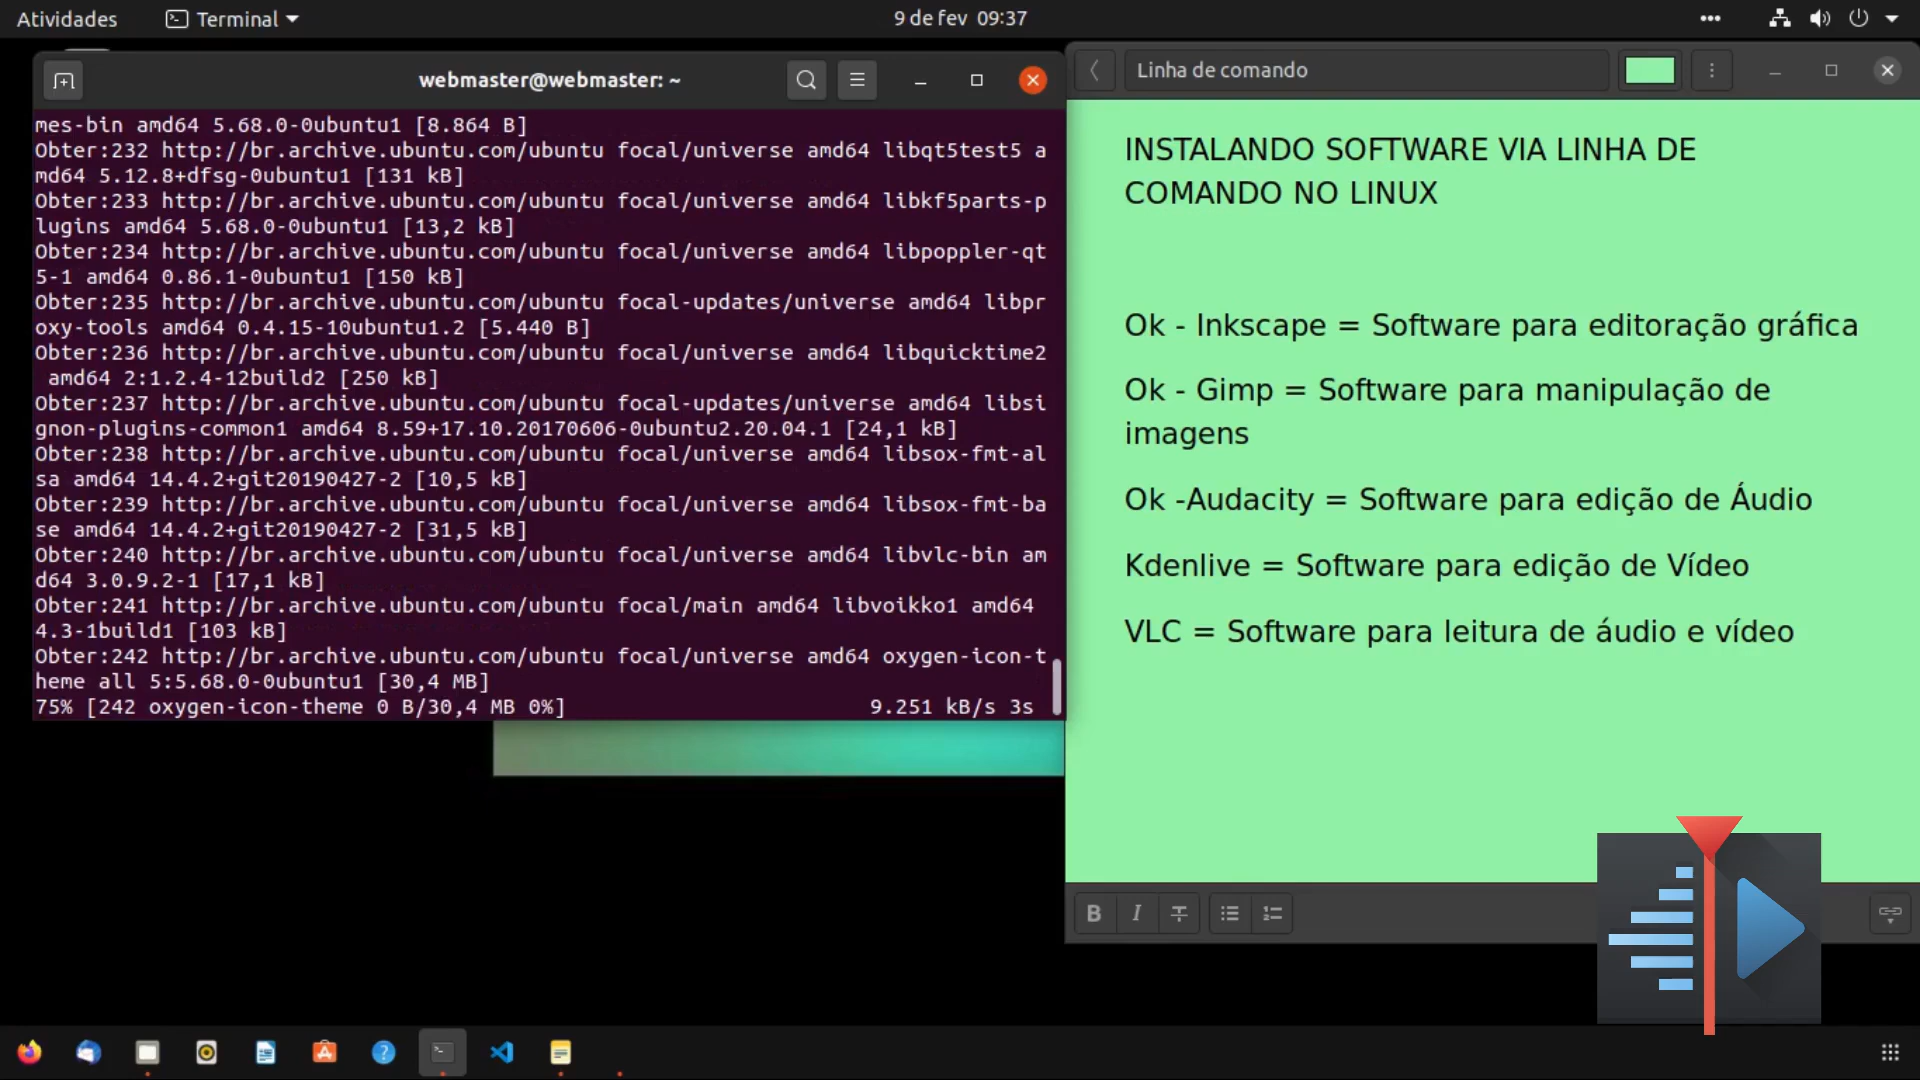 Atividades
Terminal
9 de fev 09:37
webmaster@webmaster: ~
mes-bin amd64 5.68.0-0ubuntu1 [8.864 B]
Obter:232 http://br.archive.ubuntu.com/ubuntu focal/universe amd64 libqt5test5 a
md64 5.12.8+dfsg-0ubuntu1 [131 kB]
Obter:233 http://br.archive.ubuntu.com/ubuntu focal/universe amd64 libkf5parts-p
lugins amd64 5.68.0-0ubuntu1 [13,2 kB]
Obter:234 http://br.archive.ubuntu.com/ubuntu focal/universe amd64 libpoppler-qt
5-1 amd64 0.86.1-0ubuntu1 [150 kB]
Obter:235 http://br.archive.ubuntu.com/ubuntu focal-updates/universe amd64 libpr
oxy-tools amd64 0.4.15-10ubuntu1.2 [5.440 B]
Obter:236 http://br.archive.ubuntu.com/ubuntu focal/universe amd64 libquicktime2
amd64 2:1.2.4-12build2 [250 kB]
Obter:237 http://br.archive.ubuntu.com/ubuntu focal-updates/universe amd64 libsi
gnon-plugins-common1 amd64 8.59+17.10.20170606-0ubuntu2.20.04.1 [24,1 kB]
Obter:238 http://br.archive.ubuntu.com/ubuntu focal/universe amd64 libsox-fmt-al
sa amd64 14.4.2+git20190427-2 [10,5 kB]
Obter:239 http://br.archive.ubuntu.com/ubuntu focal/universe amd64 libsox-fmt-ba
se amd64 14.4.2+git20190427-2 [31,5 kB]
Obter:240 http://br.archive.ubuntu.com/ubuntu focal/universe amd64 libvlc-bin am
d64 3.0.9.2-1 [17,1 kB]
Obter:241 http://br.archive.ubuntu.com/ubuntu focal/main amd64 libvoikko1 amd64
4.3-1build1 [103 kB]
Obter:242 http://br.archive.ubuntu.com/ubuntu focal/universe amd64 oxygen-icon-t
heme all 5:5.68.0-0ubuntu1 [30,4 MB]
75% [242 oxygen-icon-theme 0 B/30,4 MB 0%] 9.251 kB/s 3s
Linha de comando
INSTALANDO SOFTWARE VIA LINHA DE
COMANDO NO LINUX
Ok - Inkscape = Software para editoração gráfica
Ok - Gimp = Software para manipulação de
imagens
Ok -Audacity = Software para edição de Áudio
Kdenlive = Software para edição de Vídeo
VLC = Software para leitura de áudio e vídeo
B I T